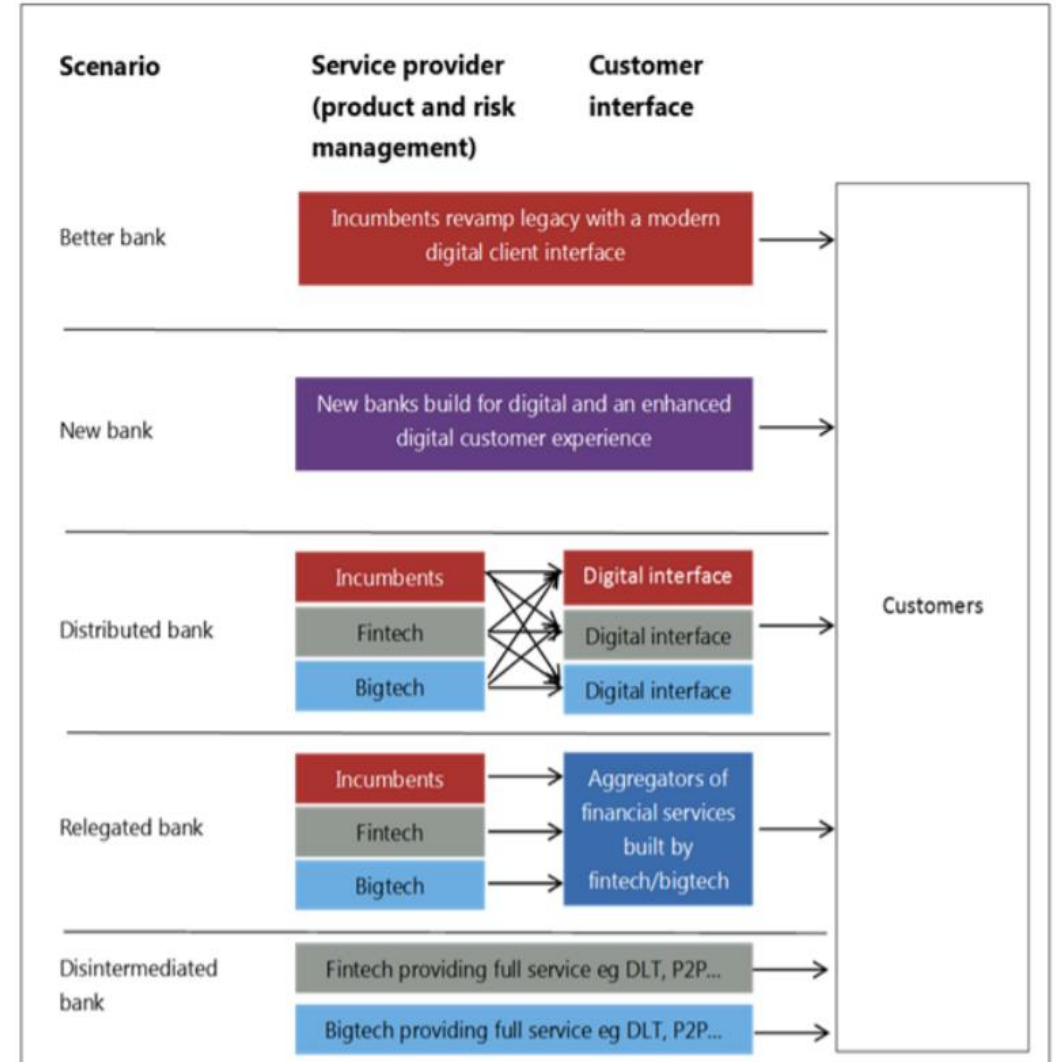 Scenario
Service provider
(product and risk
management)
Customer
interface
Better bank
Incumbents revamp legacy with a modern
digital client interface
New bank
New banks build for digital and an enhanced
digital customer experience
Distributed bank
Incumbents
Fintech
Bigtech
Digital interface
Digital interface
Digital interface
Customers
Relegated bank
Incumbents
Fintech
Bigtech
Aggregators of
financial services
built by
fintech/bigtech
Disintermediated
bank
Fintech providing full service eg DLT, P2P...
Bigtech providing full service eg DLT, P2P...